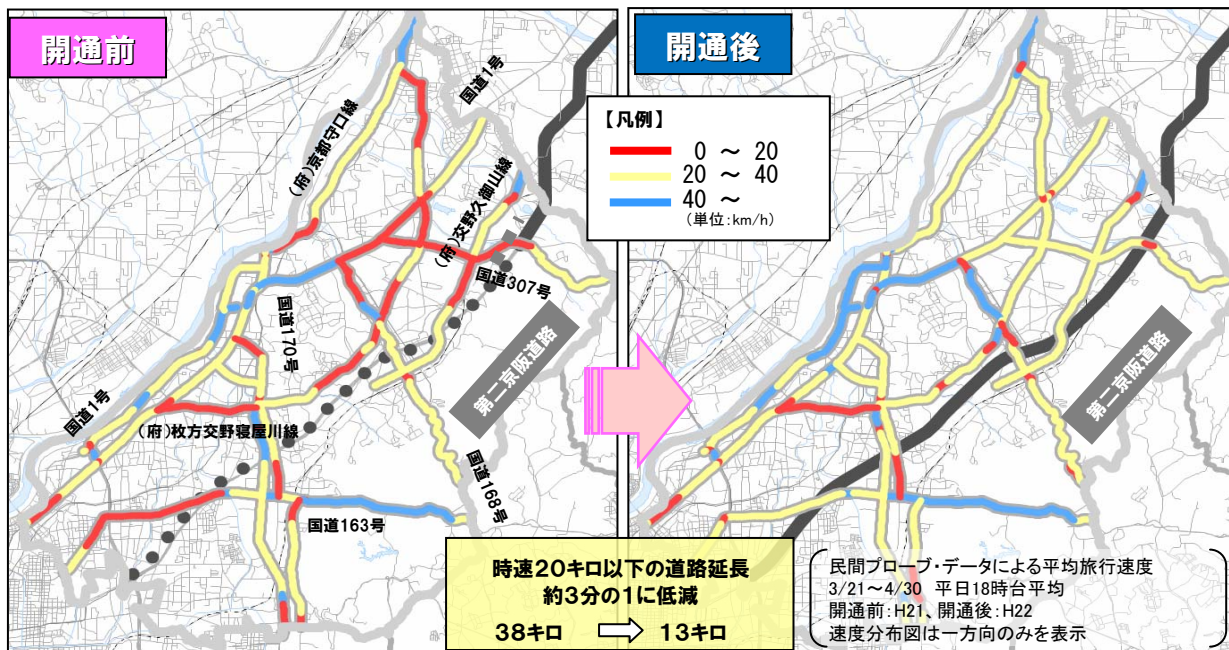 開通前
国道1号
(府)京都守口線
(府)交野久御山線
国道307号
国道170号
国道1号
(府)枚方交野寝屋川線
第二京阪道路
国道168号
国道163号
開通後
【凡例】
0 ～ 20
20 ～ 40
40 ～
(単位:km/h)
第二京阪道路
時速20キロ以下の道路延長
約3分の1に低減
38キロ ⇒ 13キロ
民間プローブ・データによる平均旅行速度
3/21～4/30 平日18時台平均
開通前:H21、開通後:H22
速度分布図は一方向のみを表示